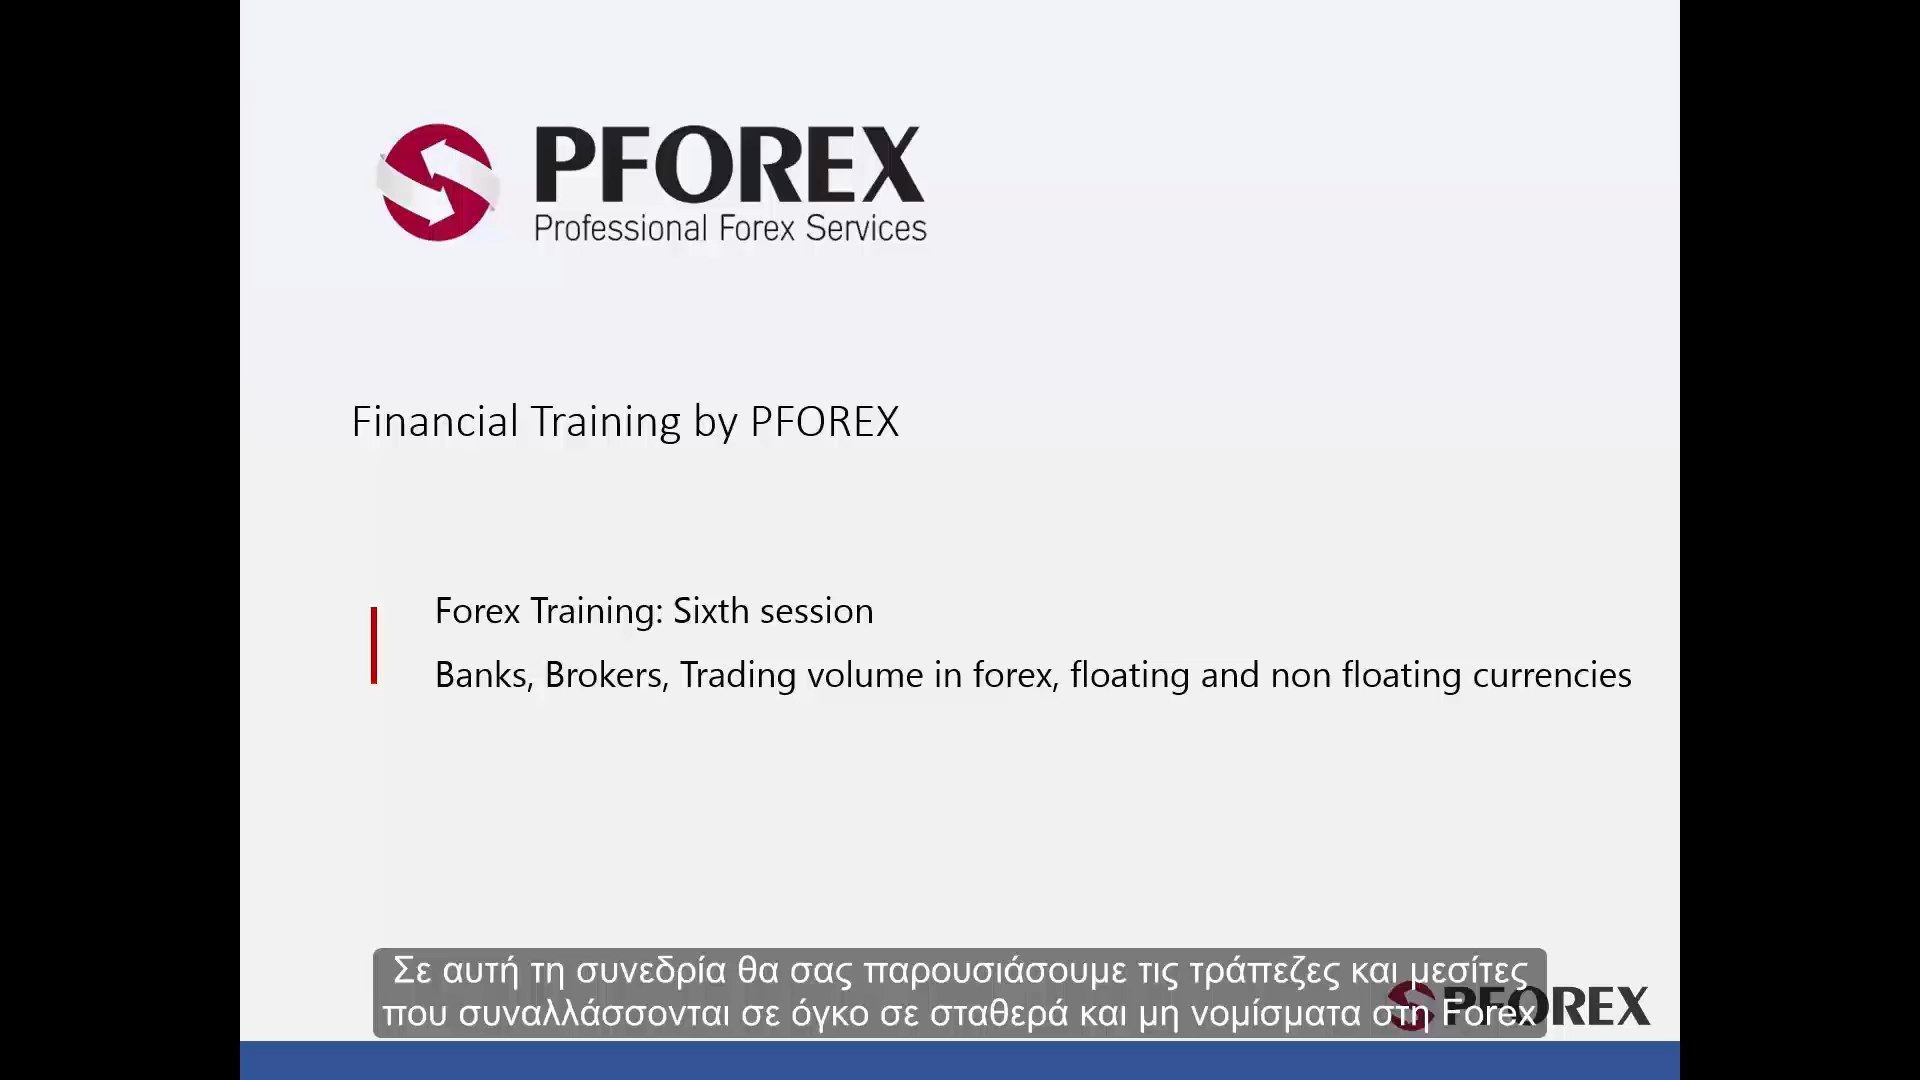 PFOREX
Professional Forex Services
Financial Training by PFOREX
Forex Training: Sixth session
Banks, Brokers, Trading volume in forex, floating and non floating currencies
Σε αυτή τη συνεδρία θα σας παρουσιάσουμε τις τράπεζες και μεσίτες
που συναλλάσσονται σε όγκο σε σταθερά και μη νομίσματα στη Forex
PFOREX